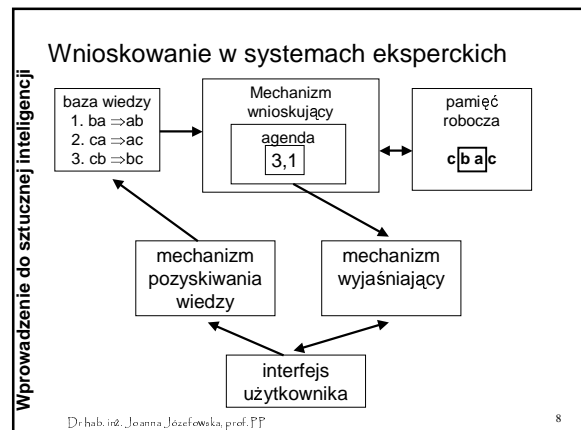 Wprowadzenie do sztucznej inteligencji
Wnioskowanie w systemach eksperckich
baza wiedzy
1. ba ⇒ab
2. ca ⇒ac
3. cb ⇒bc
Mechanizm
wnioskujący
agenda
3,1
pamięć
robocza
c b a c
mechanizm
pozyskiwania
wiedzy
mechanizm
wyjaśniający
interfejs
użytkownika
Dr hab. inż. Joanna Józefowska, prof. PP
8